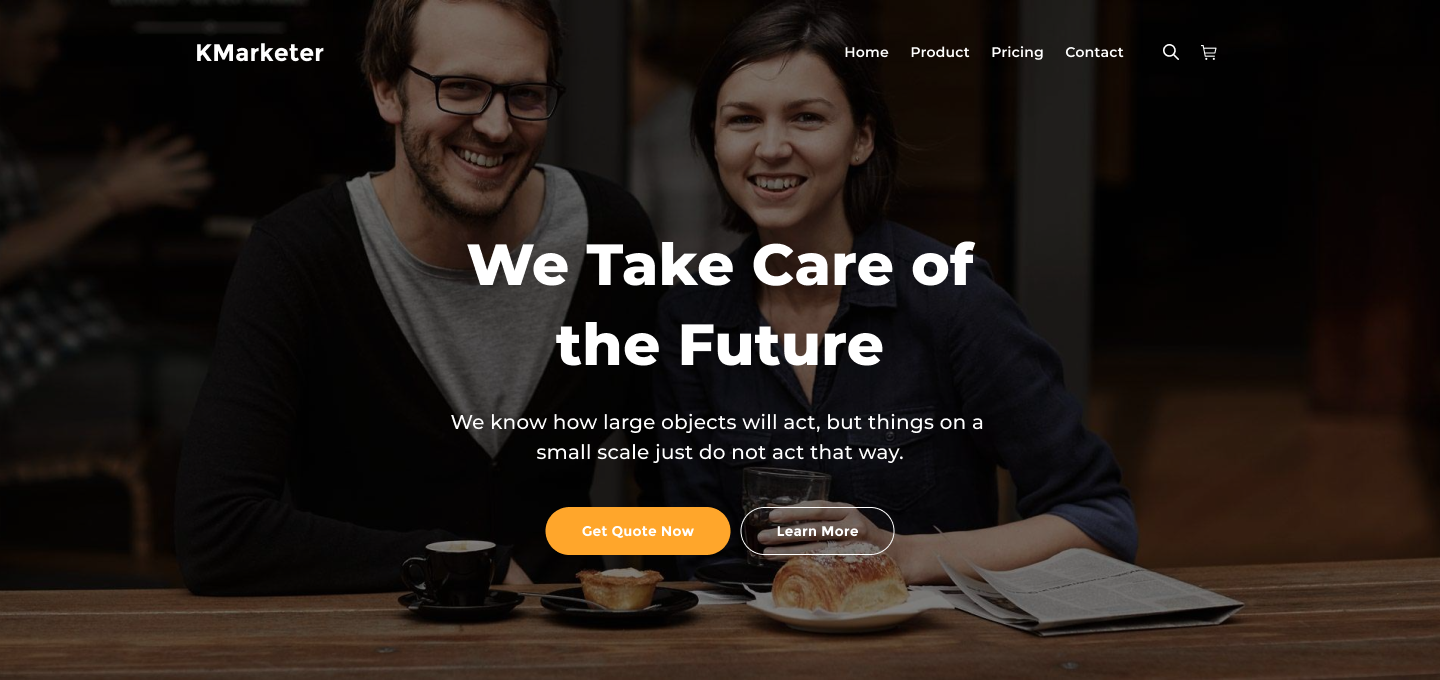 KMarketer
Home Product Pricing Contact
We Take Care of
the Future
We know how large objects will act, but things on a
small scale just do not act that way.
Get Quote Now Learn More